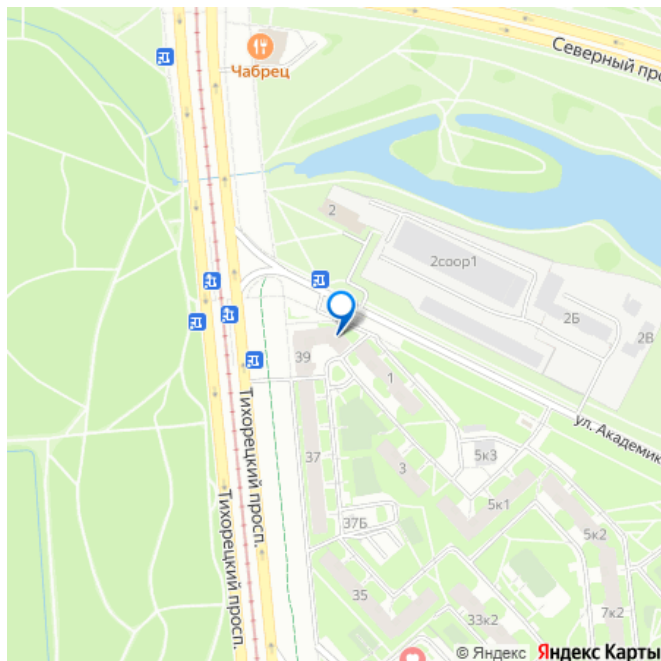 Северный про
Чабрец
2
2соор1
2Б
2В
39
1
ул. Академик
Тихорецкий просп.
37
3
5к3
5к1
Тихорецкий просп.
37Б
5к2
35
33к2
7к2
© Яндекс Яндекс Карты